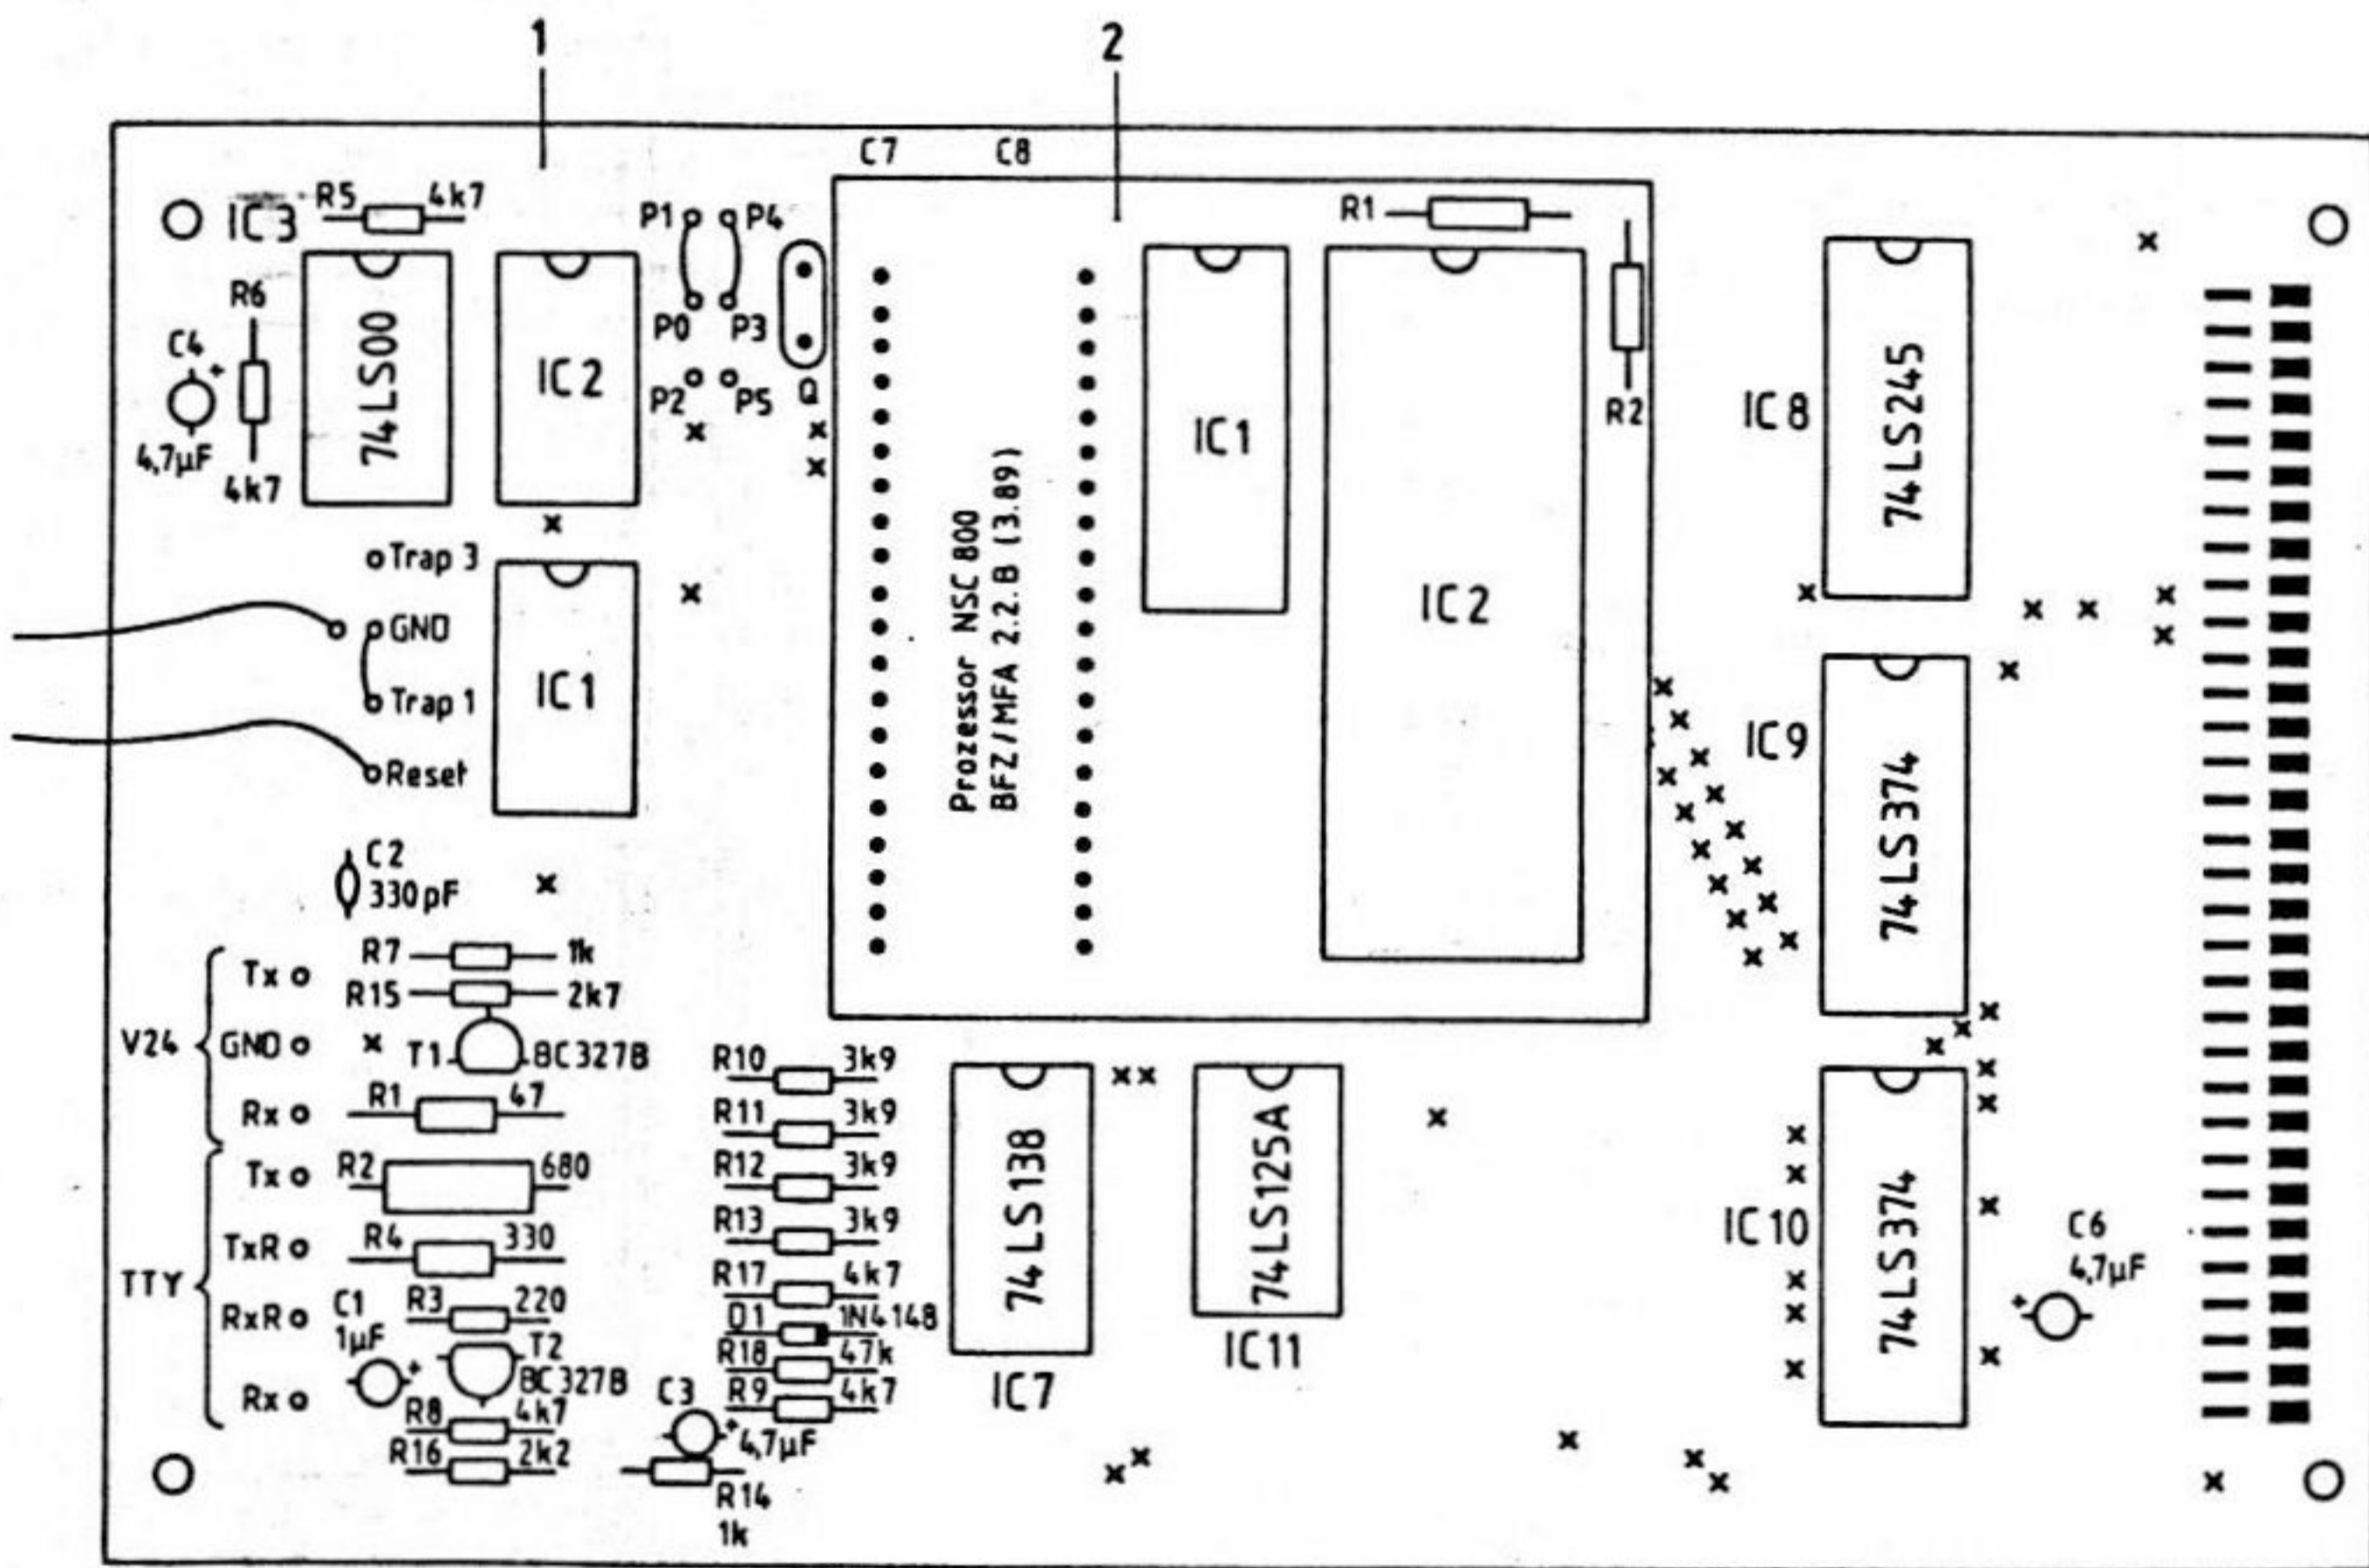 1
2
C7
C8
IC3
R5
4k7
P1
P4
R1
R6
C4
+
4,7µF
4k7
74LS00
IC2
P0
P3
P2
P5
Q
IC1
IC2
R2
IC8
74LS245
Prozessor NSC 800
BFZ/MFA 2.2.B (3.89)
Trap 3
GND
Trap 1
Reset
IC1
IC9
74LS374
C2
330pF
R7
1k
R15
2k7
V24
Tx
GND
Rx
T1
BC327B
R1
47
TTY
Tx
TxR
RxR
Rx
R2
680
R4
330
C1
1µF
+
R3
220
T2
BC327B
R8
4k7
R16
2k2
R10
3k9
R11
3k9
R12
3k9
R13
3k9
R17
4k7
D1
1N4148
R18
47k
R9
4k7
C3
+
4,7µF
R14
1k
74LS138
IC7
74LS125A
IC11
IC10
74LS374
C6
4,7µF
+